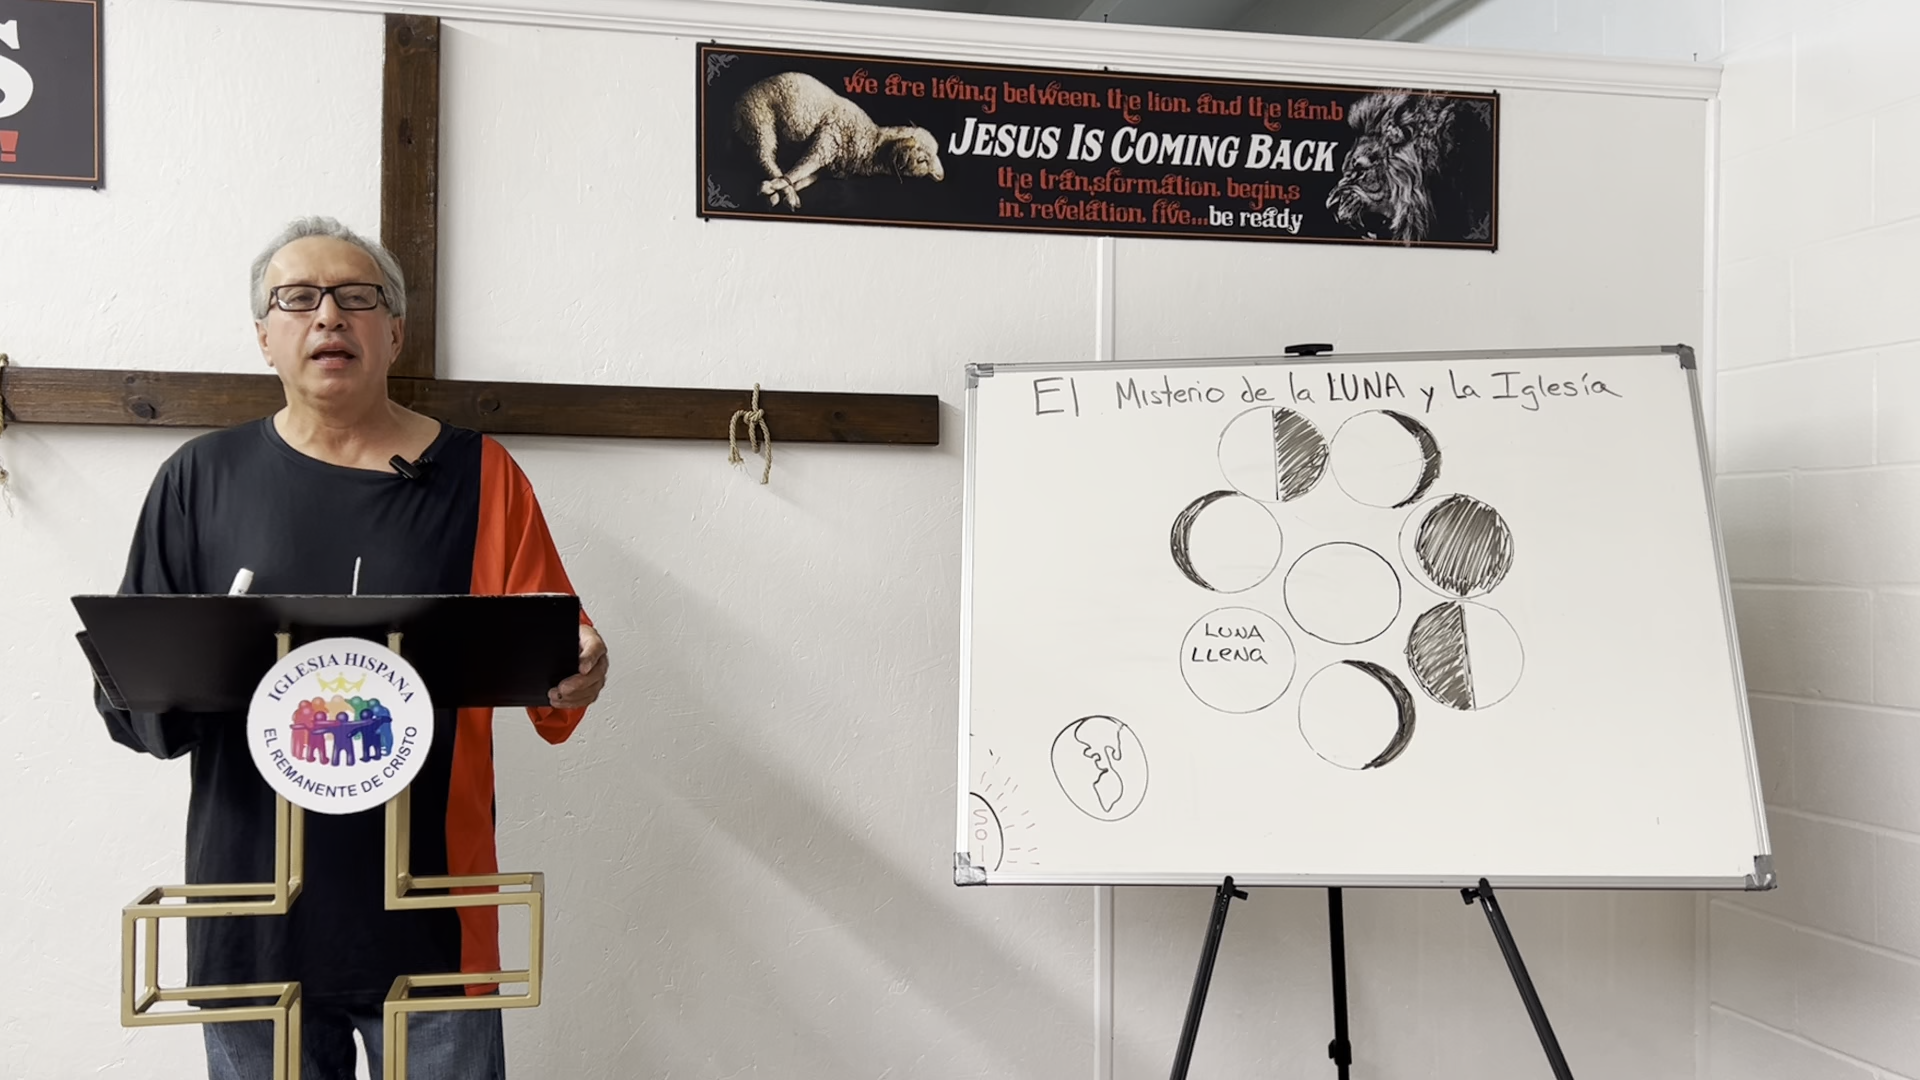 S
!
we are living between the lion and the lamb
JESUS IS COMING BACK
the transformation begins
in revelation five...be ready
El Misterio de la LUNA y La Iglesía
LUNA
LLENA
Sol
IGLESIA HISPANA
EL REMANENTE DE CRISTO